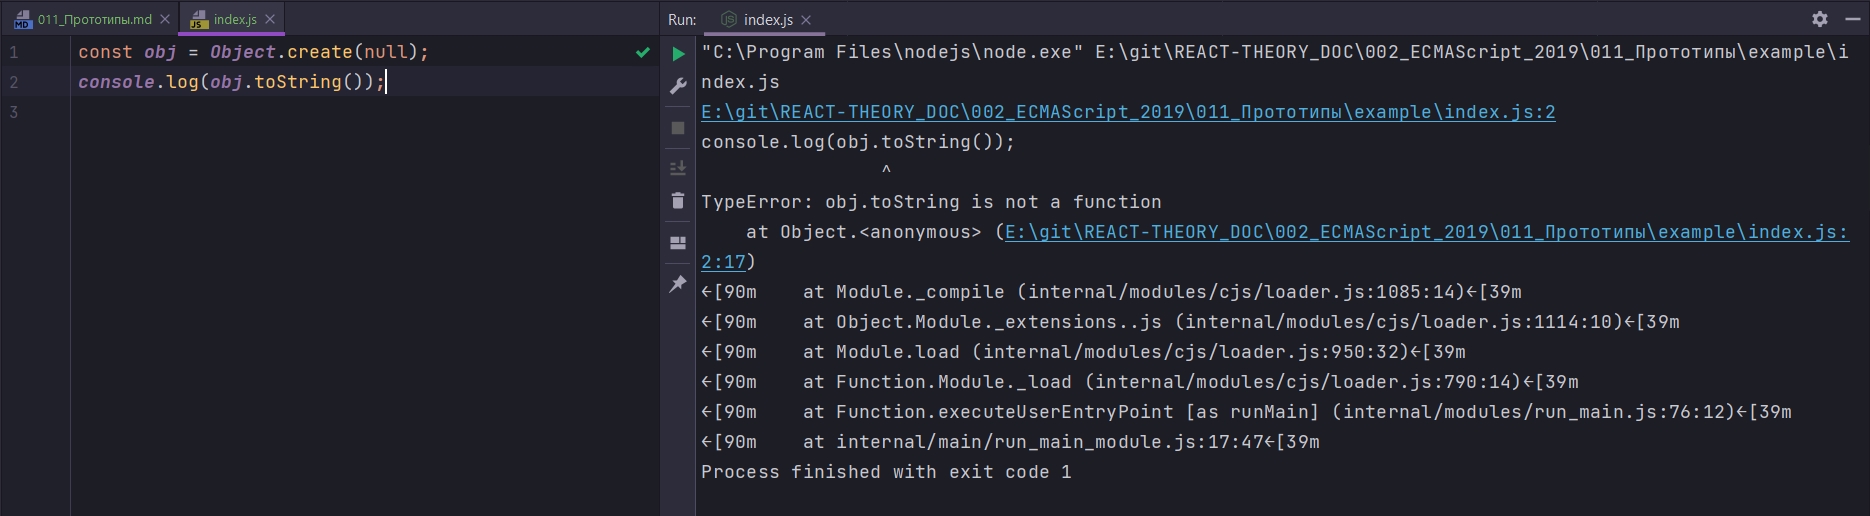 011_Прототипы.md
index.js
Run:
index.js
1 const obj = Object.create(null);
2 console.log(obj.toString());
3
"C:\Program Files\nodejs\node.exe" E:\git\REACT-THEORY_DOC\002_ECMAScript_2019\011_Прототипы\example\i
ndex.js
E:\git\REACT-THEORY_DOC\002_ECMAScript_2019\011_Прототипы\example\index.js:2
console.log(obj.toString());
^
TypeError: obj.toString is not a function
at Object.<anonymous> (E:\git\REACT-THEORY_DOC\002_ECMAScript_2019\011_Прототипы\example\index.js:
2:17)
←[90m    at Module._compile (internal/modules/cjs/loader.js:1085:14)←[39m
←[90m    at Object.Module._extensions..js (internal/modules/cjs/loader.js:1114:10)←[39m
←[90m    at Module.load (internal/modules/cjs/loader.js:950:32)←[39m
←[90m    at Function.Module._load (internal/modules/cjs/loader.js:790:14)←[39m
←[90m    at Function.executeUserEntryPoint [as runMain] (internal/modules/run_main.js:76:12)←[39m
←[90m    at internal/main/run_main_module.js:17:47←[39m
Process finished with exit code 1